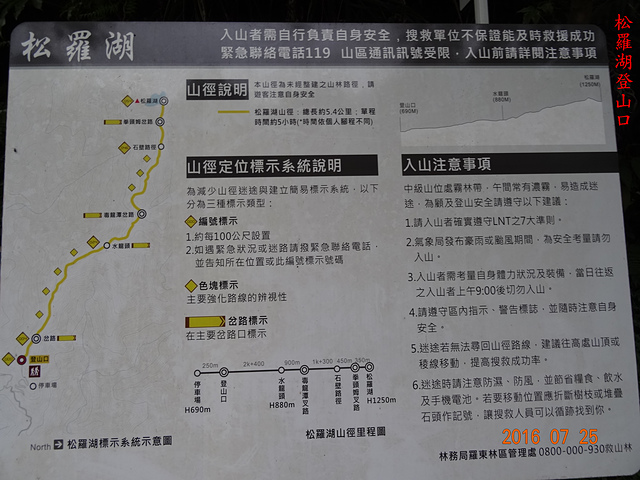 松羅湖
入山者需自行負責自身安全，搜救單位不保證能及時救援成功
緊急聯絡電話119 山區通訊訊號受限，入山前請詳閱注意事項
松羅湖登山口
▲松羅湖
拳頭姆岔路
石壁路徑
毒龍潭岔路
水龍頭
岔路
登山口
停車場
North
松羅湖標示系統示意圖
山徑說明
本山徑為未經整建之山林路徑，請
遊客注意自身安全
松羅湖山徑：總長約5.4公里；單程
時間約5小時(*時間依個人腳程不同)
登山口
(690M)
水龍頭
(880M)
松羅湖
(1250M)
山徑定位標示系統說明
為減少山徑迷途與建立簡易標示系統，以下
分為三種標示類型：
編號標示
1.約每100公尺設置
2.如遇緊急狀況或迷路請撥緊急聯絡電話，
並告知所在位置或此編號標示號碼
色塊標示
主要強化路線的辨視性
岔路標示
在主要岔路口標示
250m
2k+400
900m
1k+300
450m
350m
停車場
H690m
登山口
水龍頭
H880m
毒龍潭叉路
石壁路徑
拳頭姆叉路
松羅湖
H1250m
松羅湖山徑里程圖
入山注意事項
中級山位處霧林帶，午間常有濃霧，易造成迷
途，為顧及登山安全請遵守以下建議：
1.請入山者確實遵守LNT之7大準則。
2.氣象局發布豪雨或颱風期間，為安全考量請勿
入山。
3.入山者需考量自身體力狀況及裝備，當日往返
之入山者上午9:00後切勿入山。
4.請遵守區內指示、警告標誌，並隨時注意自身
安全。
5.迷途若無法尋回山徑路線，建議往高處山頂或
稜線移動，提高搜救成功率。
6.迷途時請注意防濕、防風，並節省糧食、飲水
及手機電池，若要移動位置應折斷樹枝或堆疊
石頭作記號，讓搜救人員可以循跡找到你。
2016 07 25
林務局羅東林區管理處 0800-000-930救山林